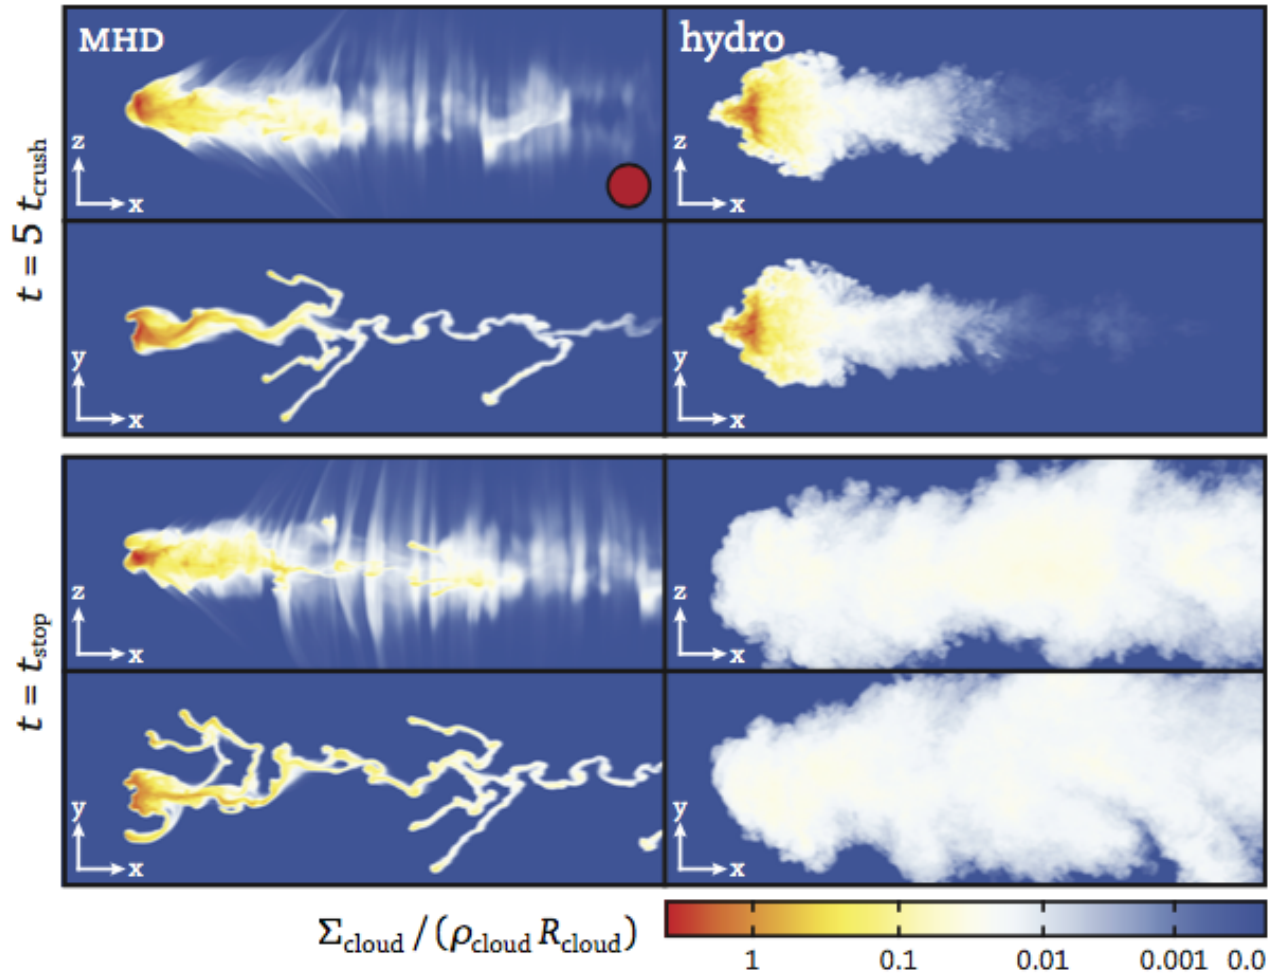 MHD
hydro
t = 5 t_crush
z
x
z
x
y
x
y
x
t = t_stop
z
x
z
x
y
x
y
x
Σ_cloud / (ρ_cloud R_cloud)
1 0.1 0.01 0.001 0.0